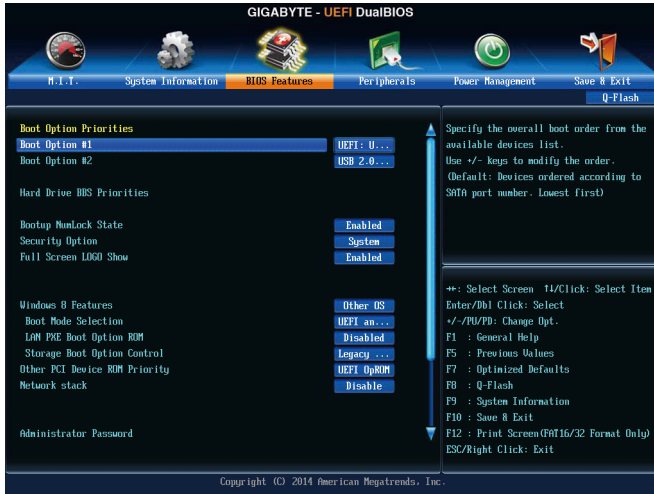 GIGABYTE - UEFI DualBIOS
M.I.T. System Information BIOS Features Peripherals Power Management Save & Exit
Q-Flash
Boot Option Priorities
Boot Option #1 UEFI: U...
Boot Option #2 USB 2.0...
Hard Drive BBS Priorities
Bootup NumLock State Enabled
Security Option System
Full Screen LOGO Show Enabled
Windows 8 Features Other OS
Boot Mode Selection UEFI an...
LAN PXE Boot Option ROM Disabled
Storage Boot Option Control Legacy ...
Other PCI Device ROM Priority UEFI OpROM
Network stack Disable
Administrator Password
Specify the overall boot order from the
available devices list.
Use +/- keys to modify the order.
(Default: Devices ordered according to
SATA port number. Lowest first)
→←: Select Screen ↑↓/Click: Select Item
Enter/Dbl Click: Select
+/-/PU/PD: Change Opt.
F1 : General Help
F5 : Previous Values
F7 : Optimized Defaults
F8 : Q-Flash
F9 : System Information
F10 : Save & Exit
F12 : Print Screen(FAT16/32 Format Only)
ESC/Right Click: Exit
Copyright (C) 2014 American Megatrends, Inc.